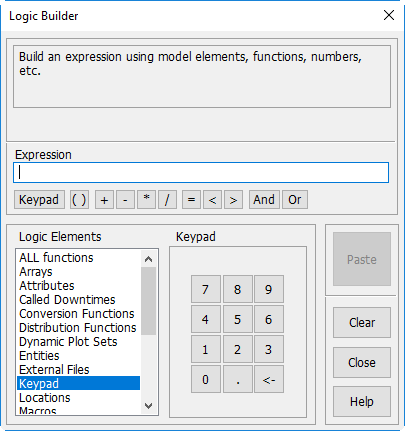 Logic Builder
Build an expression using model elements, functions, numbers,
etc.
Expression
Keypad ( ) + - * / = < > And Or
Logic Elements
ALL functions
Arrays
Attributes
Called Downtimes
Conversion Functions
Distribution Functions
Dynamic Plot Sets
Entities
External Files
Keypad
Locations
Macros
Keypad
7 8 9
4 5 6
1 2 3
0 . <-
Paste
Clear
Close
Help